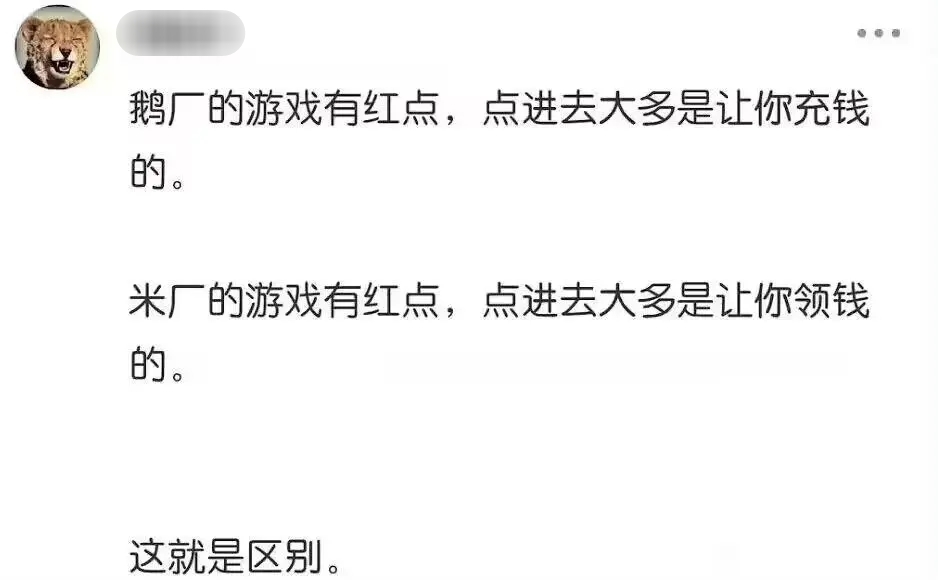 鹅厂的游戏有红点，点进去大多是让你充钱
的。
米厂的游戏有红点，点进去大多是让你领钱
的。
这就是区别。